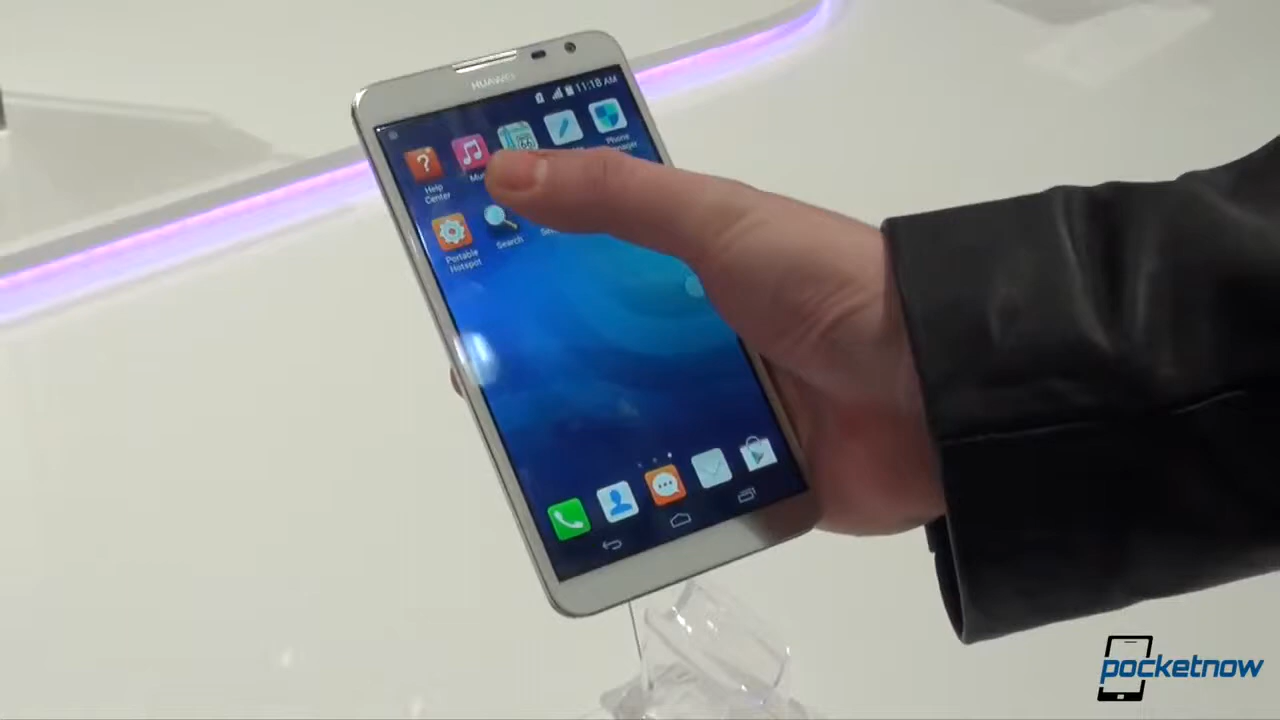 HUAWEI
11:18 AM
Help
Center
Phone
Portable
Hotspot
Search
pocketnow